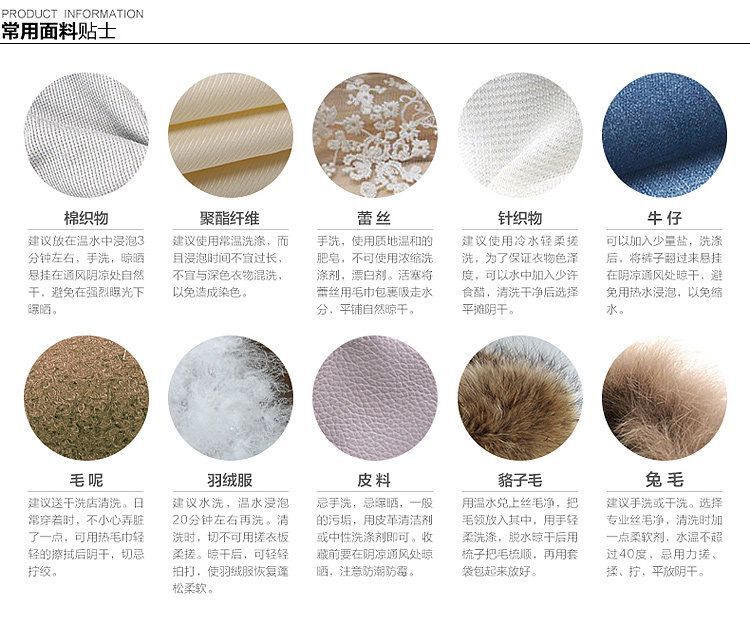 PRODUCT INFORMATION
常用面料贴士
棉织物
建议放在温水中浸泡3
分钟左右，手洗，晾晒
悬挂在通风阴凉处自然
干，避免在强烈曝光下
曝晒。
聚酯纤维
建议使用常温洗涤，而
且浸泡时间不宜过长，
不宜与深色衣物混洗，
以免造成染色。
蕾 丝
手洗，使用质地温和的
肥皂，不可使用浓缩洗
涤剂，漂白剂。活塞将
蕾丝用毛巾包裹吸走水
分，平铺自然晾干。
针织物
建议使用冷水轻柔搓
洗，为了保证衣物色泽
度，可以水中加入少许
食醋，清洗干净后选择
平摊阴干。
牛 仔
可以加入少量盐，洗涤
后，将裤子翻过来悬挂
在阴凉通风处晾干，避
免用热水浸泡，以免缩
水。
毛 呢
建议送干洗店清洗。日
常穿着时，不小心弄脏
了一点，可用热毛巾轻
轻的擦拭后阴干，切忌
拧绞。
羽绒服
建议水洗，温水浸泡
20分钟左右再洗。清
洗时，切不可用搓衣板
柔搓。晾干后，可轻轻
拍打，使羽绒服恢复蓬
松柔软。
皮 料
忌手洗，忌曝晒，一般
的污垢，用皮革清洁剂
或中性洗涤剂即可。收
藏前要在阴凉通风处晾
晒，注意防潮防霉。
貉子毛
用温水兑上丝毛净，把
毛领放入其中，用手轻
柔洗涤，脱水晾干后用
梳子把毛梳顺，再用套
袋包起来放好。
兔 毛
建议手洗或干洗。选择
专业丝毛净，清洗时加
一点柔软剂，水温不超
过40度，忌用力搓、
揉、拧，平放阴干。